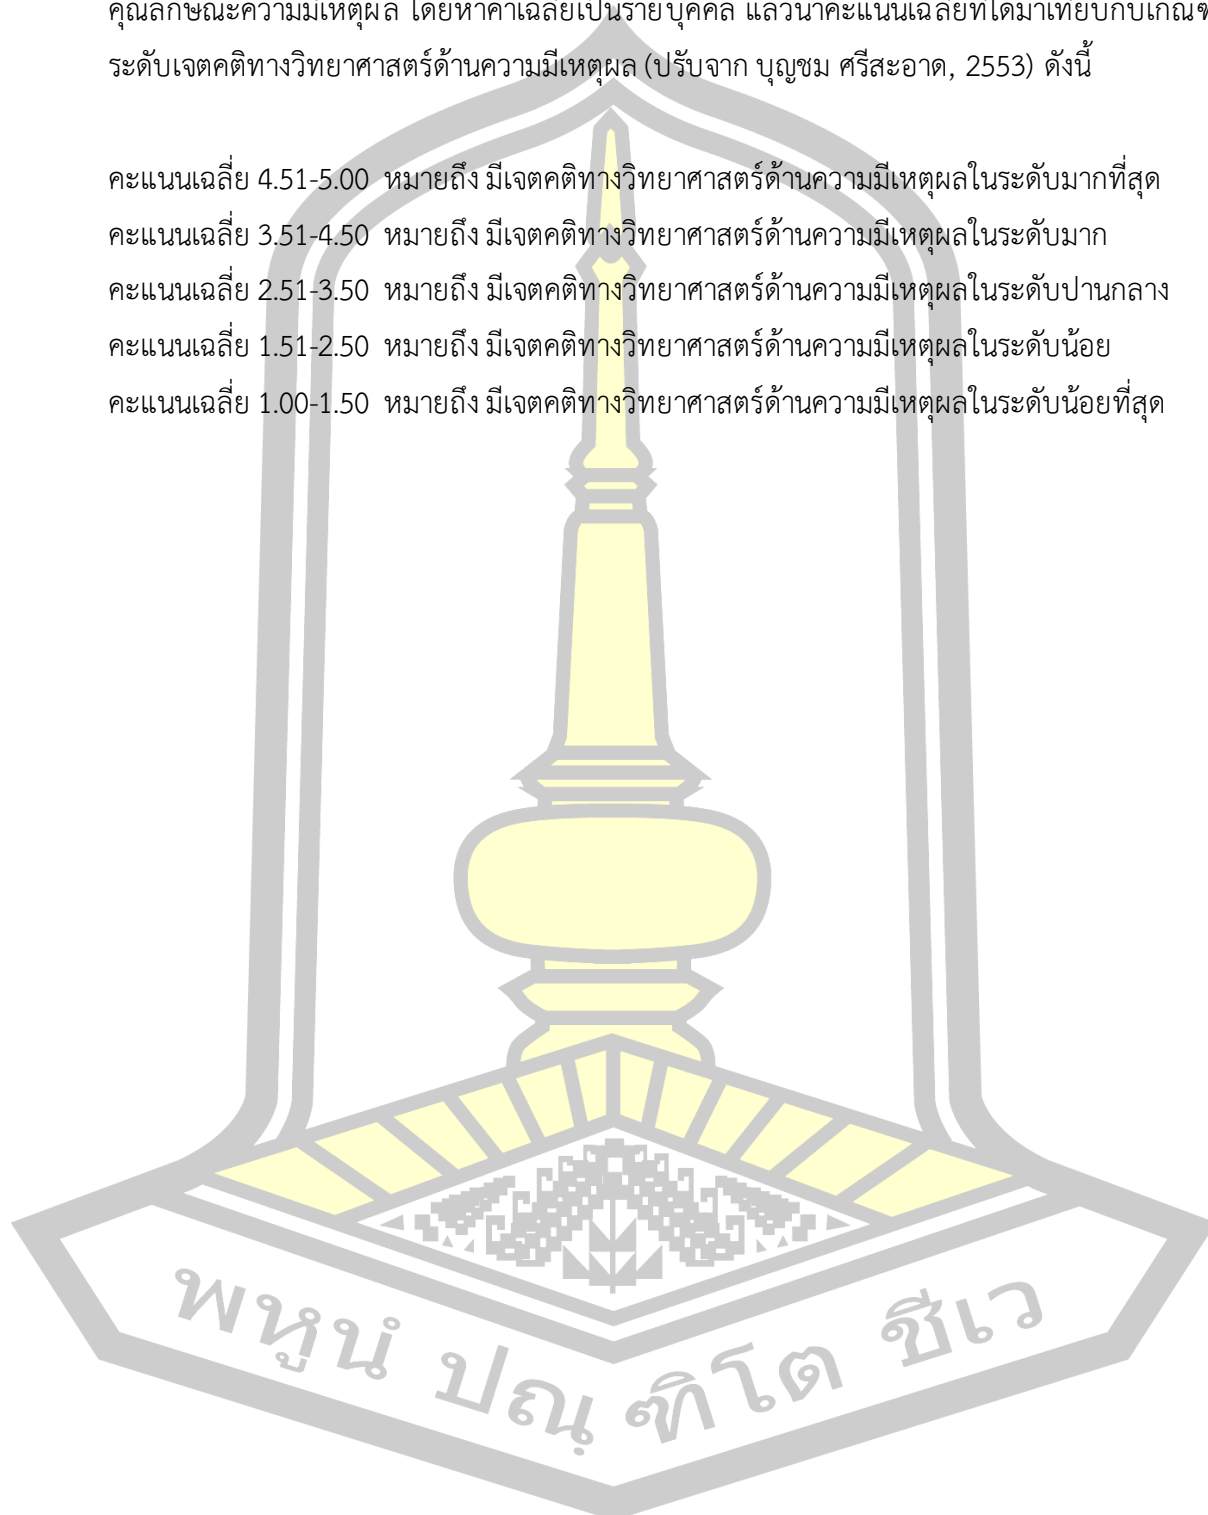 คุณลักษณะความมีเหตุผล โดยหาค่าเฉลี่ยเป็นรายบุคคล แล้วนำคะแนนเฉลี่ยที่ได้มาเทียบกับเกณฑ์
ระดับเจตคติทางวิทยาศาสตร์ด้านความมีเหตุผล (ปรับจาก บุญชม ศรีสะอาด, 2553) ดังนี้
คะแนนเฉลี่ย 4.51-5.00 หมายถึง มีเจตคติทางวิทยาศาสตร์ด้านความมีเหตุผลในระดับมากที่สุด
คะแนนเฉลี่ย 3.51-4.50 หมายถึง มีเจตคติทางวิทยาศาสตร์ด้านความมีเหตุผลในระดับมาก
คะแนนเฉลี่ย 2.51-3.50 หมายถึง มีเจตคติทางวิทยาศาสตร์ด้านความมีเหตุผลในระดับปานกลาง
คะแนนเฉลี่ย 1.51-2.50 หมายถึง มีเจตคติทางวิทยาศาสตร์ด้านความมีเหตุผลในระดับน้อย
คะแนนเฉลี่ย 1.00-1.50 หมายถึง มีเจตคติทางวิทยาศาสตร์ด้านความมีเหตุผลในระดับน้อยที่สุด
พหูนํ ปณฺฑิโต ชีเว